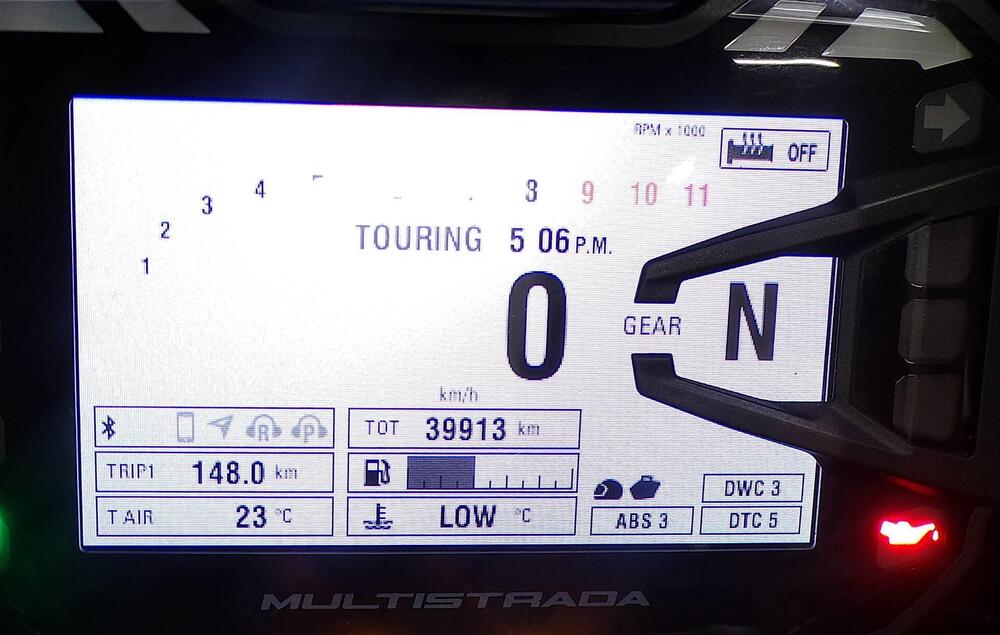 RPM x 1000
OFF
1 2 3 4 8 9 10 11
TOURING 5 06 P.M.
0
km/h
GEAR N
R P
TOT 39913 km
TRIP1 148.0 km
T AIR 23 °C
LOW °C
DWC 3
ABS 3
DTC 5
MULTISTRADA